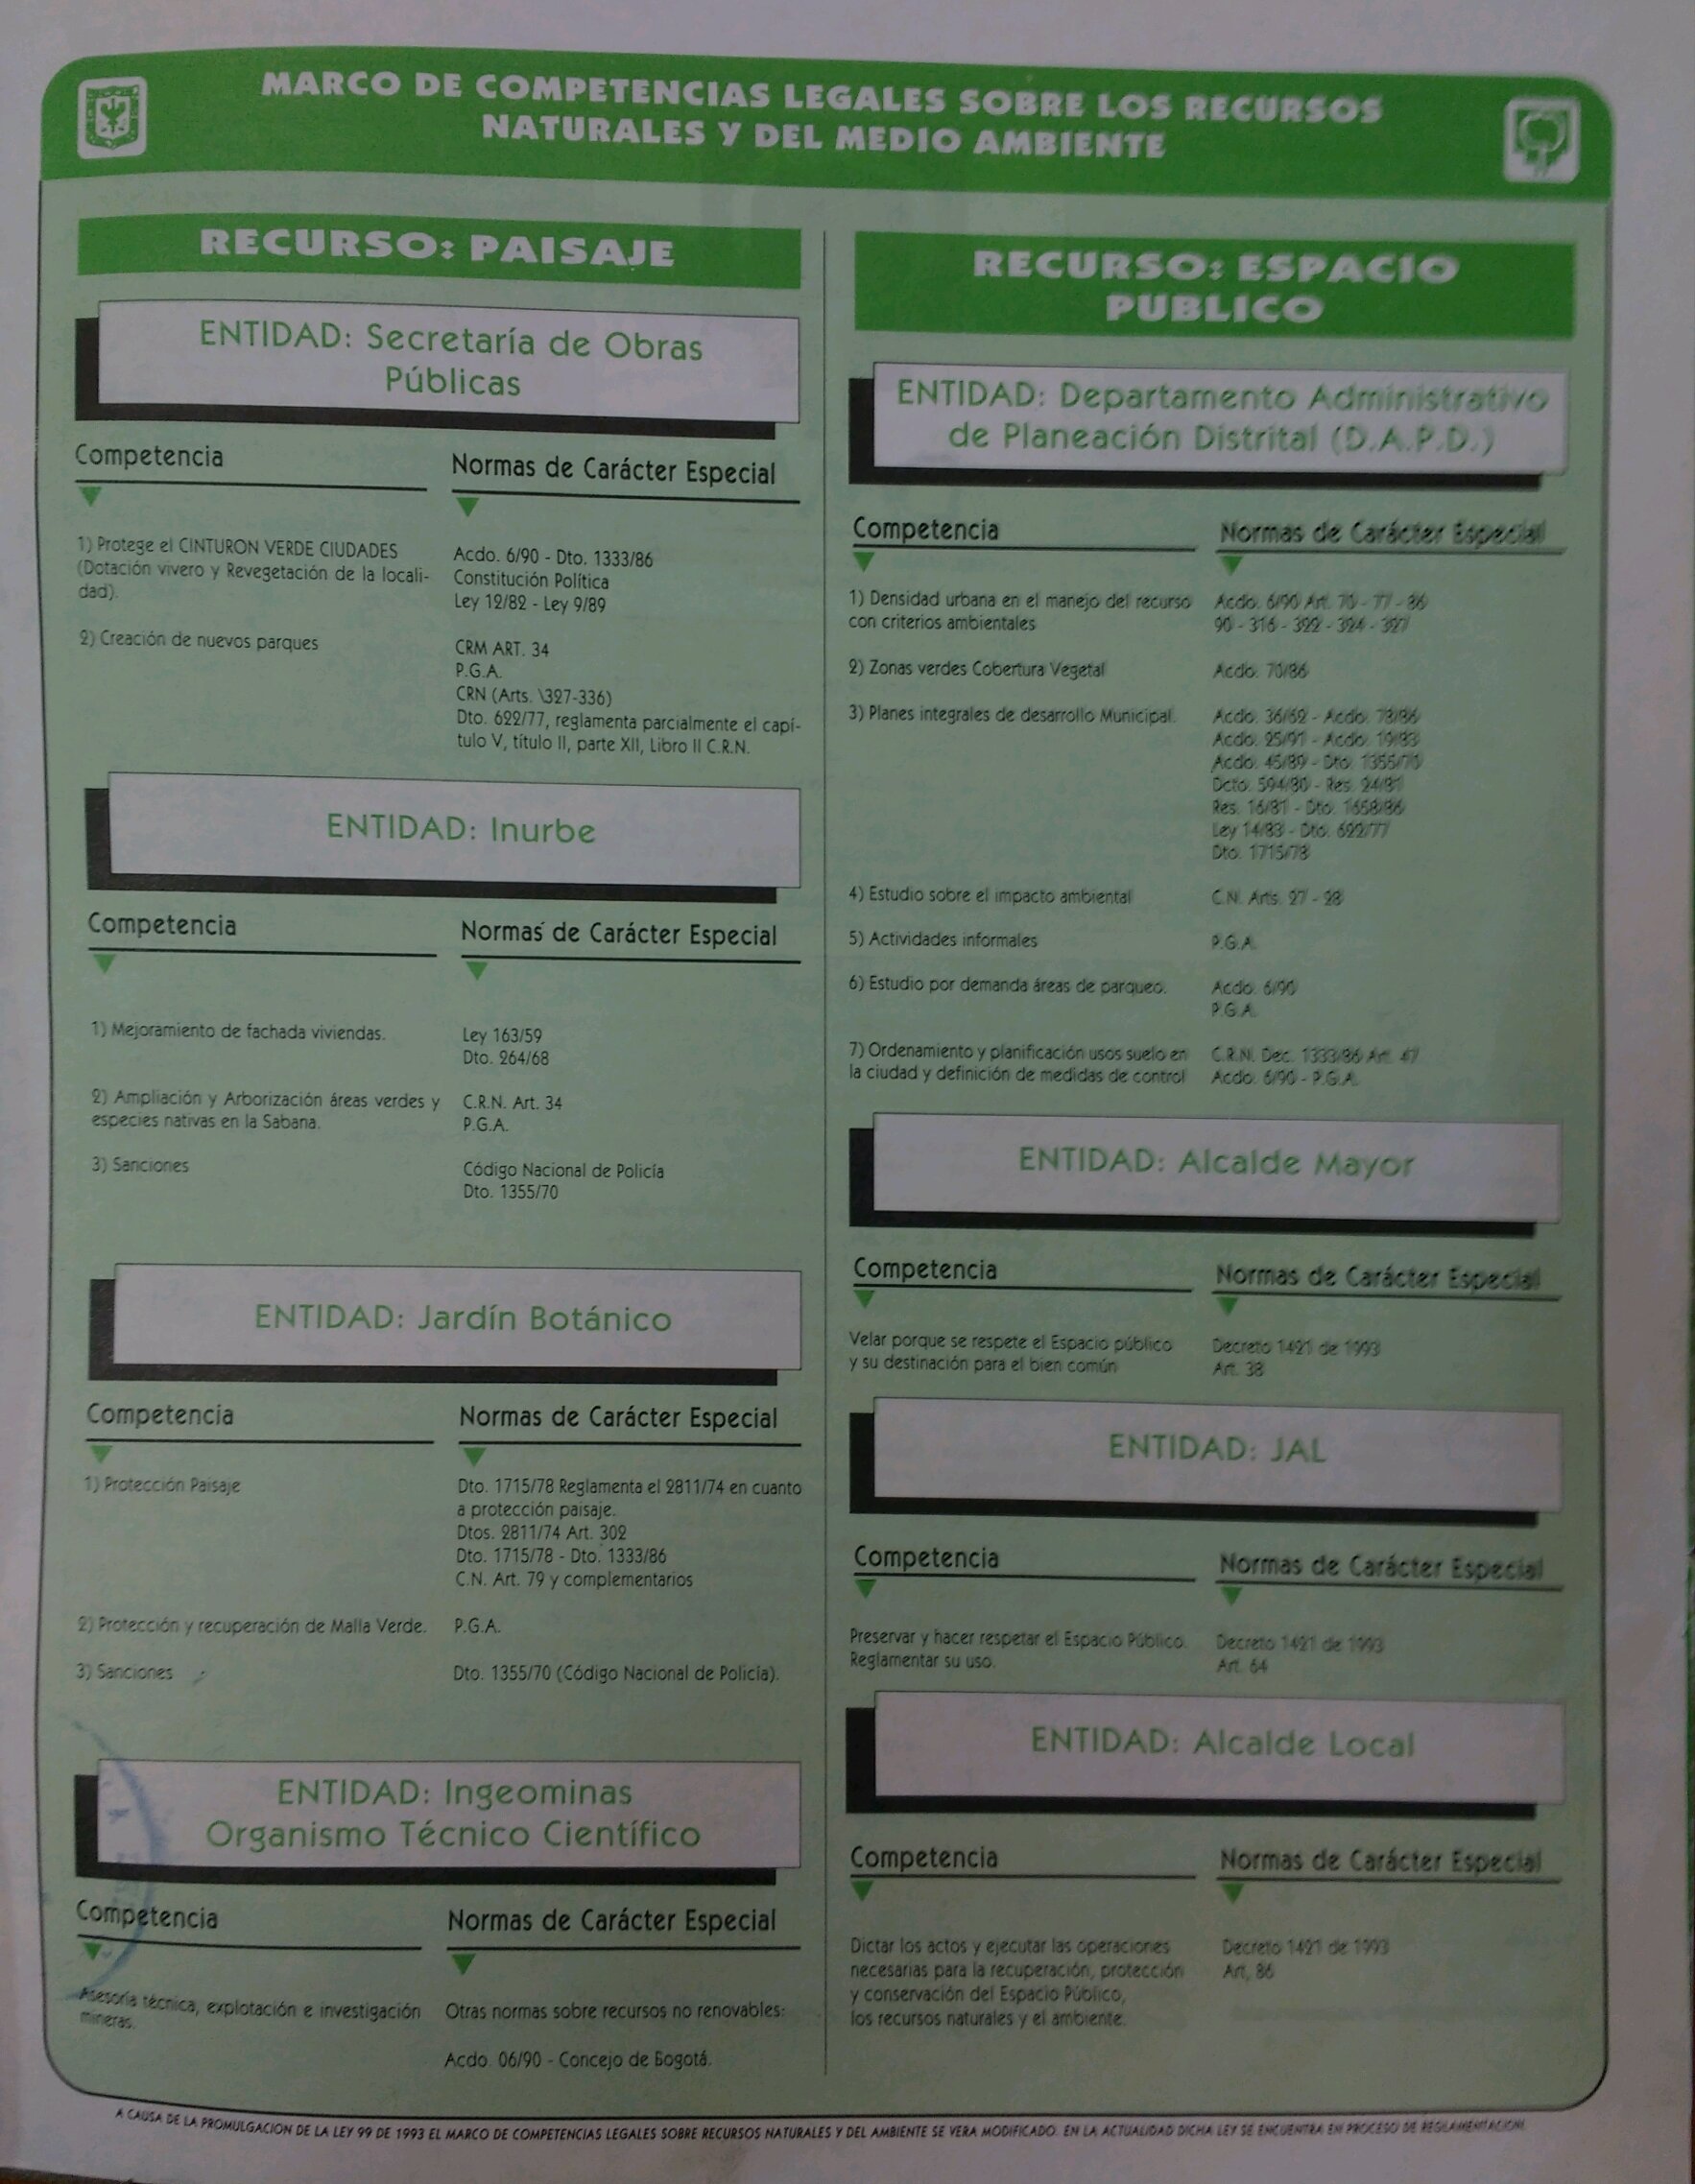 MARCO DE COMPETENCIAS LEGALES SOBRE LOS RECURSOS
NATURALES Y DEL MEDIO AMBIENTE
RECURSO: PAISAJE
ENTIDAD: Secretaría de Obras
Públicas
Competencia
Normas de Carácter Especial
1) Protege el CINTURON VERDE CIUDADES
(Dotación vivero y Revegetación de la locali-
dad).
Acdo. 6/90 - Dto. 1333/86
Constitución Política
Ley 12/82 - Ley 9/89
2) Creación de nuevos parques
CRM ART. 34
P.G.A.
CRN (Arts. \327-336)
Dto. 622/77, reglamenta parcialmente el capí-
tulo V, título II, parte XII, Libro II C.R.N.
ENTIDAD: Inurbe
Competencia
Normas de Carácter Especial
1) Mejoramiento de fachada viviendas.
Ley 163/59
Dto. 264/68
2) Ampliación y Arborización áreas verdes y
especies nativas en la Sabana.
C.R.N. Art. 34
P.G.A.
3) Sanciones
Código Nacional de Policía
Dto. 1355/70
ENTIDAD: Jardín Botánico
Competencia
Normas de Carácter Especial
1) Protección Paisaje
Dto. 1715/78 Reglamenta el 2811/74 en cuanto
a protección paisaje.
Dtos. 2811/74 Art. 302
Dto. 1715/78 - Dto. 1333/86
C.N. Art. 79 y complementarios
2) Protección y recuperación de Malla Verde.
P.G.A.
3) Sanciones
Dto. 1355/70 (Código Nacional de Policía).
ENTIDAD: Ingeominas
Organismo Técnico Científico
Competencia
Normas de Carácter Especial
Asesoría técnica, explotación e investigación
mineras.
Otras normas sobre recursos no renovables:
Acdo. 06/90 - Concejo de Bogotá.
RECURSO: ESPACIO
PUBLICO
ENTIDAD: Departamento Administrativo
de Planeación Distrital (D.A.P.D.)
Competencia
Normas de Carácter Especial
1) Densidad urbana en el manejo del recurso
con criterios ambientales
Acdo. 6/90 Art. 70 - 77 - 86
90 - 316 - 322 - 324 - 327
2) Zonas verdes Cobertura Vegetal
Acdo. 70/86
3) Planes integrales de desarrollo Municipal.
Acdo. 36/62 - Acdo. 73/86
Acdo. 25/91 - Acdo. 19/83
Acdo. 45/89 - Dto. 1355/70
Dcto. 594/80 - Res. 24/81
Res. 16/81 - Dto. 1658/86
Ley 14/83 - Dto. 622/77
Dto. 1715/78
4) Estudio sobre el impacto ambiental
C.N. Arts. 27 - 28
5) Actividades informales
P.G.A.
6) Estudio por demanda áreas de parqueo.
Acdo. 6/90
P.G.A.
7) Ordenamiento y planificación usos suelo en
la ciudad y definición de medidas de control
C.R.N. Dec. 1333/86 Art. 47
Acdo. 6/90 - P.G.A.
ENTIDAD: Alcalde Mayor
Competencia
Normas de Carácter Especial
Velar porque se respete el Espacio público
y su destinación para el bien común
Decreto 1421 de 1993
Art. 38
ENTIDAD: JAL
Competencia
Normas de Carácter Especial
Preservar y hacer respetar el Espacio Público.
Reglamentar su uso.
Decreto 1421 de 1993
Art. 64
ENTIDAD: Alcalde Local
Competencia
Normas de Carácter Especial
Dictar los actos y ejecutar las operaciones
necesarias para la recuperación, protección
y conservación del Espacio Público,
los recursos naturales y el ambiente.
Decreto 1421 de 1993
Art, 86
A CAUSA DE LA PROMULGACION DE LA LEY 99 DE 1993 EL MARCO DE COMPETENCIAS LEGALES SOBRE RECURSOS NATURALES Y DEL AMBIENTE SE VERA MODIFICADO. EN LA ACTUALIDAD DICHA LEY SE ENCUENTRA EN PROCESO DE REGLAMENTACION.